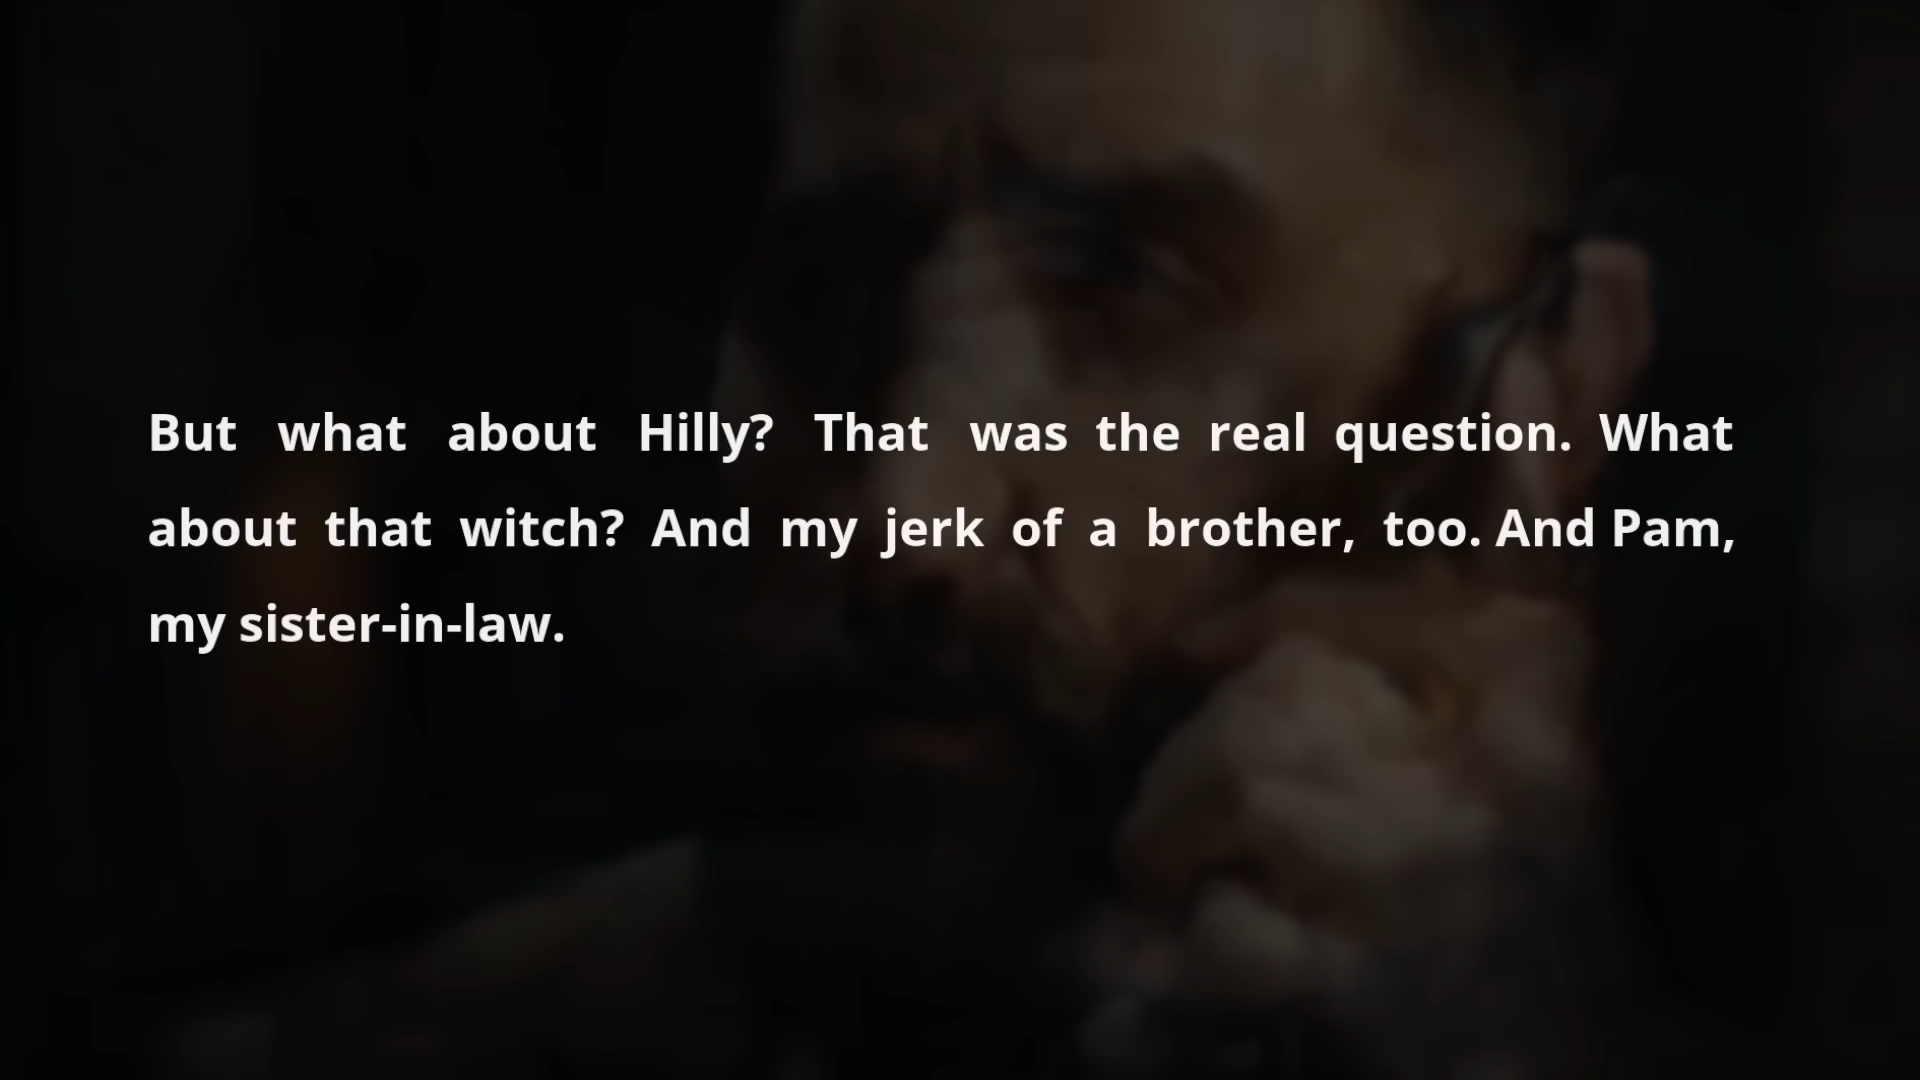 But what about Hilly? That was the real question. What
about that witch? And my jerk of a brother, too. And Pam,
my sister-in-law.